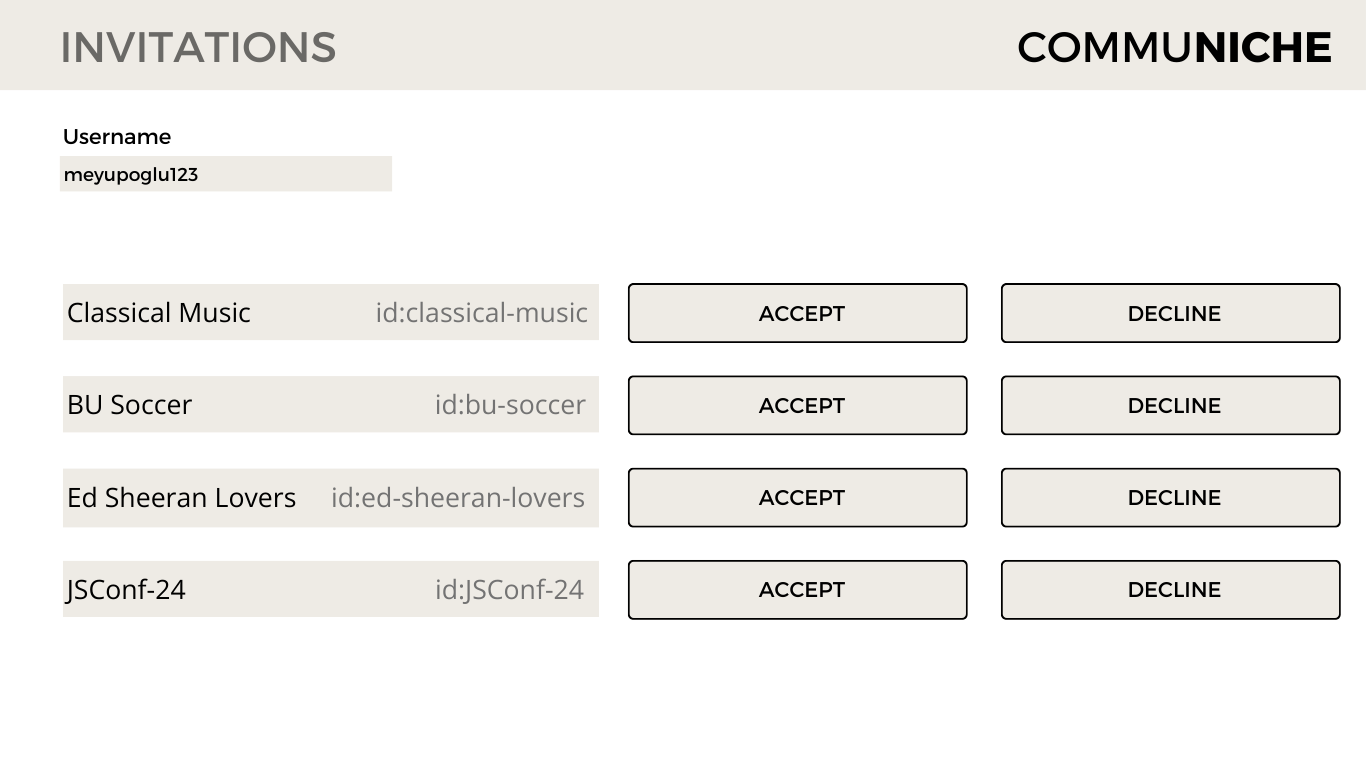 INVITATIONS COMMUNICHE
Username
meyupoglu123
Classical Music id:classical-music ACCEPT DECLINE
BU Soccer id:bu-soccer ACCEPT DECLINE
Ed Sheeran Lovers id:ed-sheeran-lovers ACCEPT DECLINE
JSConf-24 id:JSConf-24 ACCEPT DECLINE